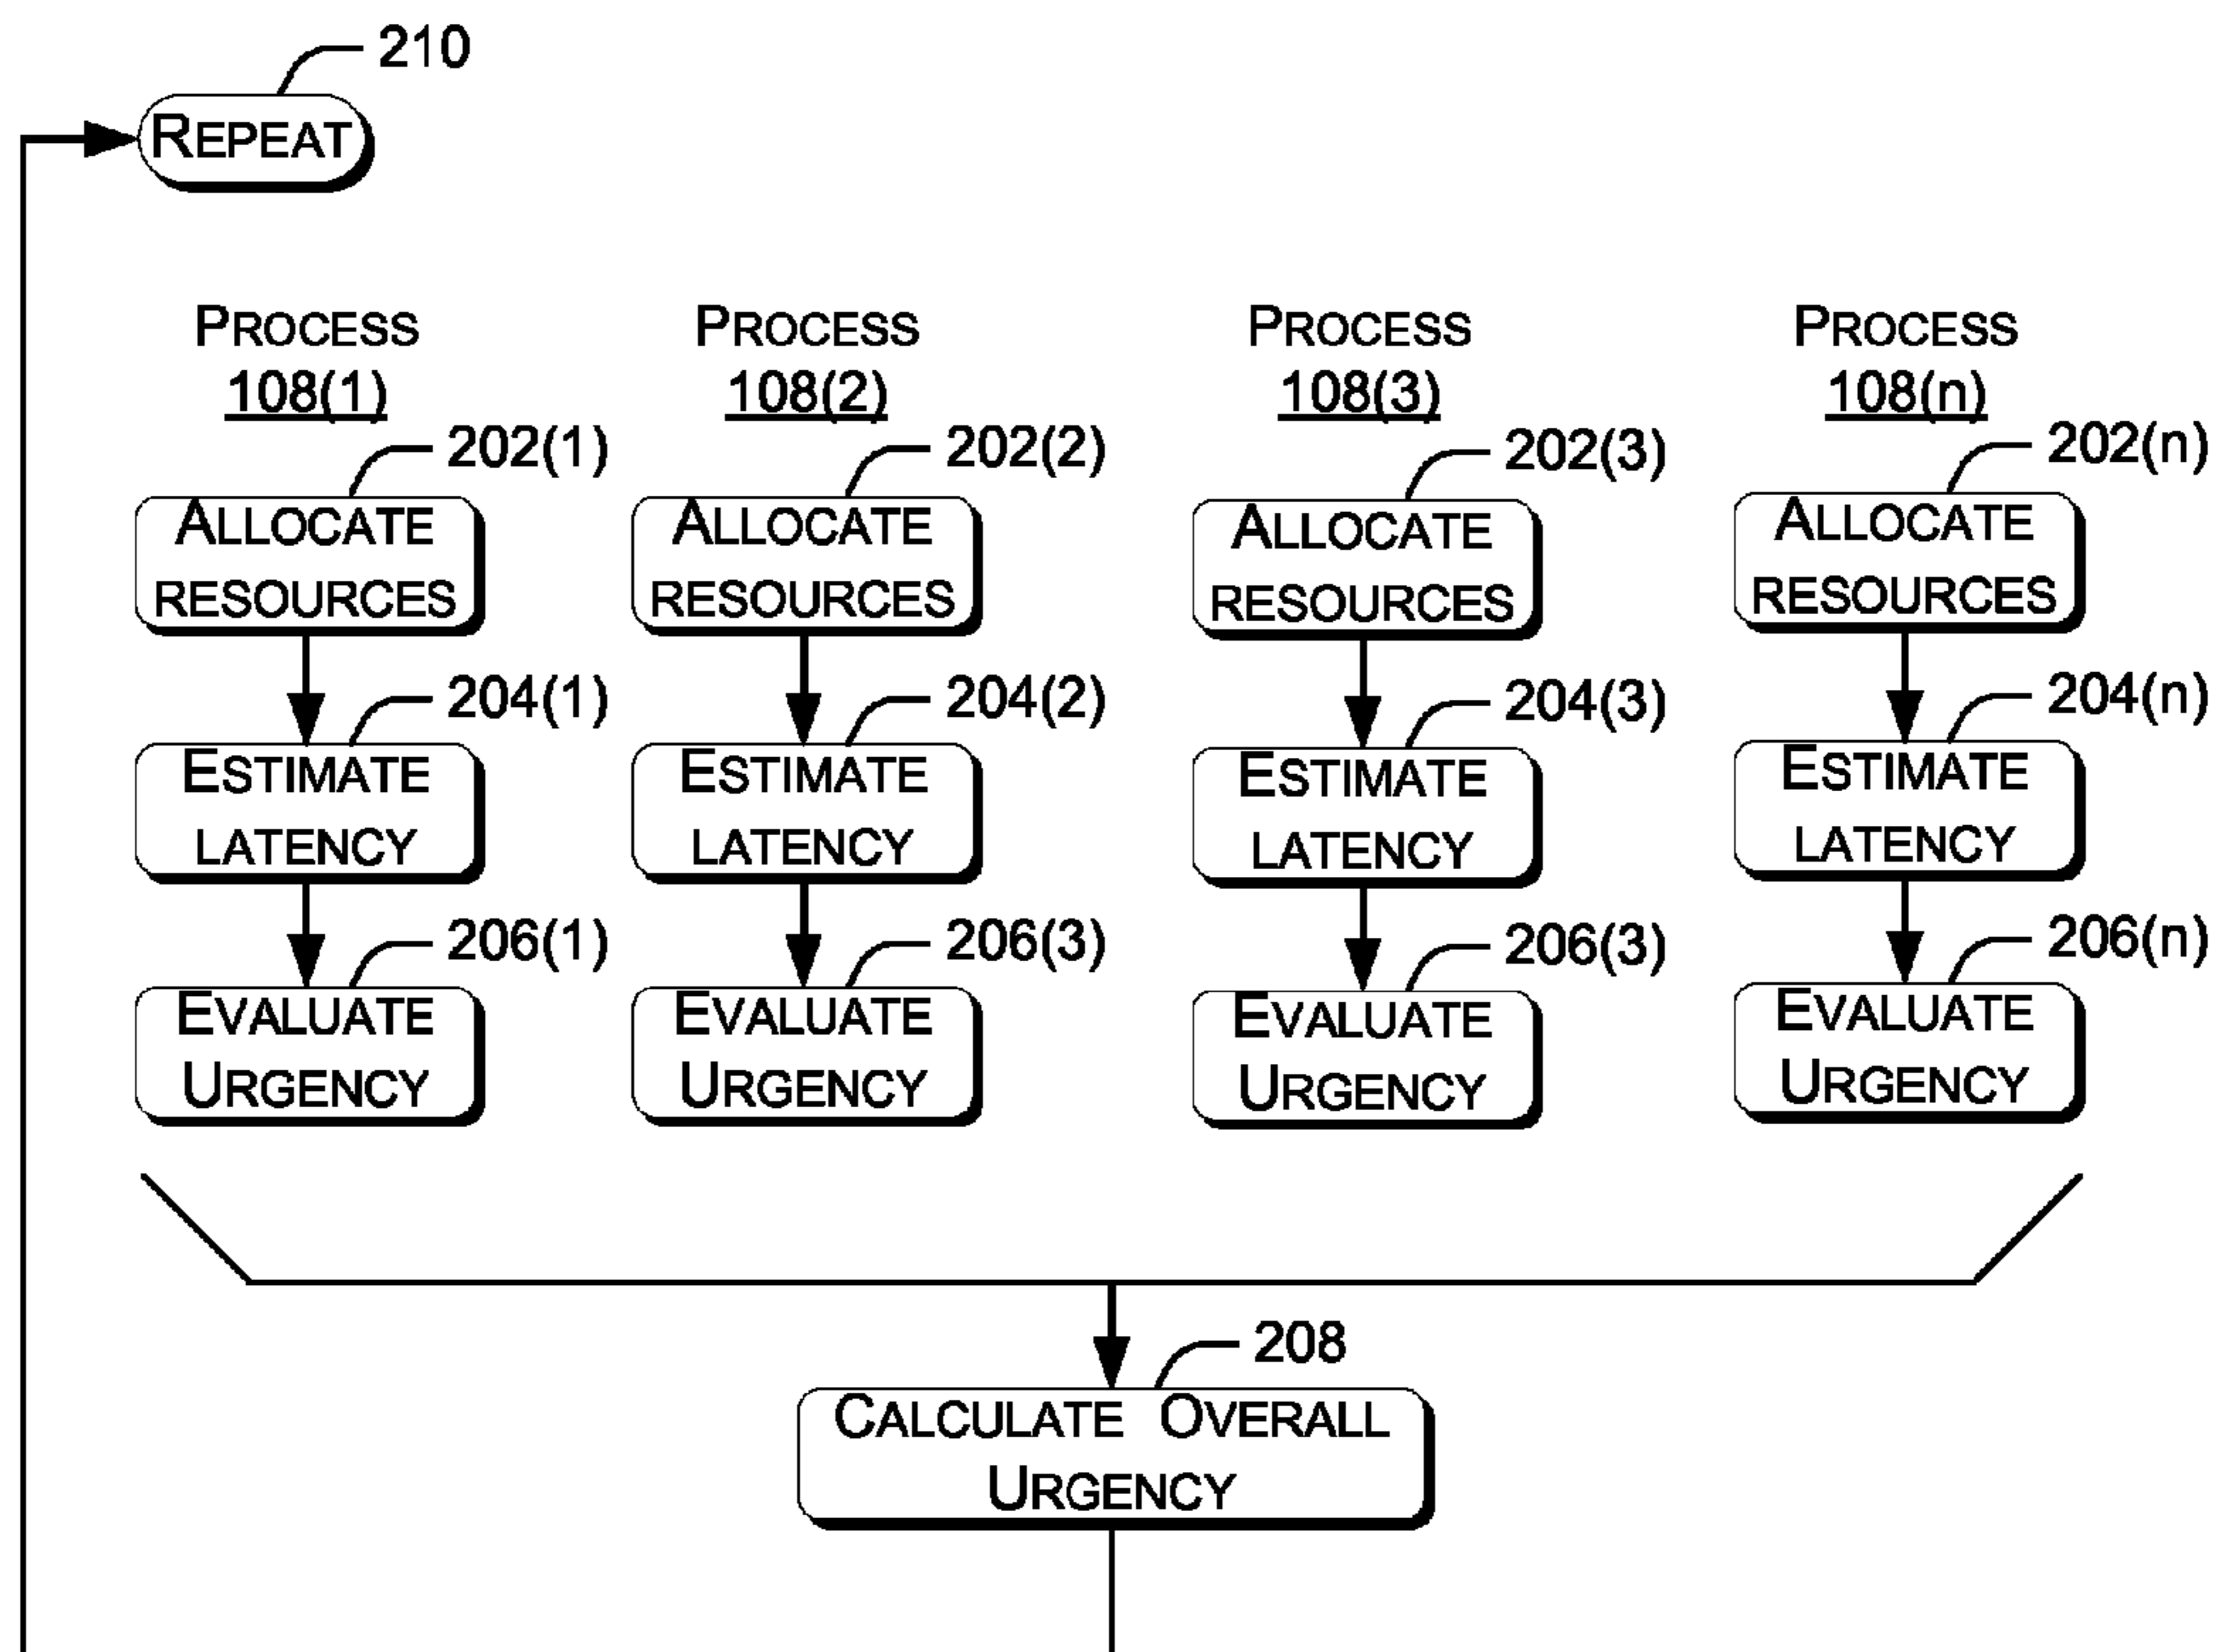 210
REPEAT
PROCESS
108(1)
PROCESS
108(2)
PROCESS
108(3)
PROCESS
108(n)
202(1)
202(2)
202(3)
202(n)
ALLOCATE
RESOURCES
ALLOCATE
RESOURCES
ALLOCATE
RESOURCES
ALLOCATE
RESOURCES
204(1)
204(2)
204(3)
204(n)
ESTIMATE
LATENCY
ESTIMATE
LATENCY
ESTIMATE
LATENCY
ESTIMATE
LATENCY
206(1)
206(3)
206(3)
206(n)
EVALUATE
URGENCY
EVALUATE
URGENCY
EVALUATE
URGENCY
EVALUATE
URGENCY
208
CALCULATE OVERALL
URGENCY